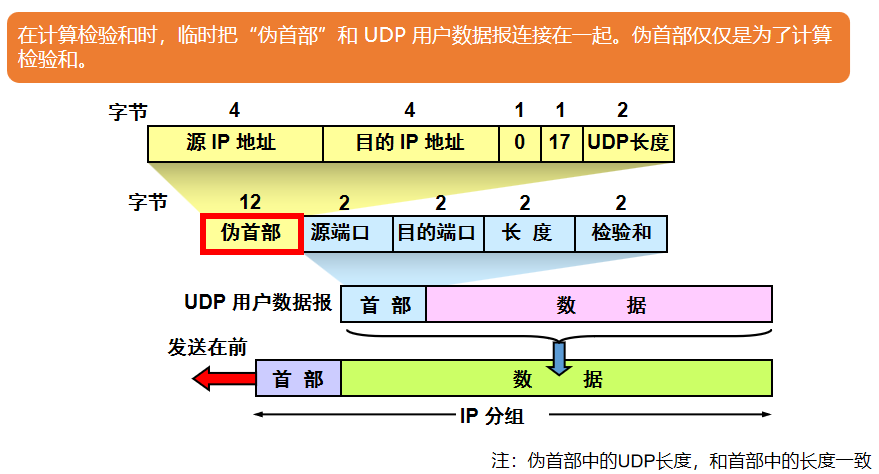 在计算检验和时，临时把“伪首部”和 UDP 用户数据报连接在一起。伪首部仅仅是为了计算
检验和。
字节 4 4 1 1 2
源 IP 地址 目的 IP 地址 0 17 UDP长度
字节 12 2 2 2 2
伪首部 源端口 目的端口 长 度 检验和
UDP 用户数据报 首 部 数 据
发送在前
首 部 数 据
IP 分组
注：伪首部中的UDP长度，和首部中的长度一致